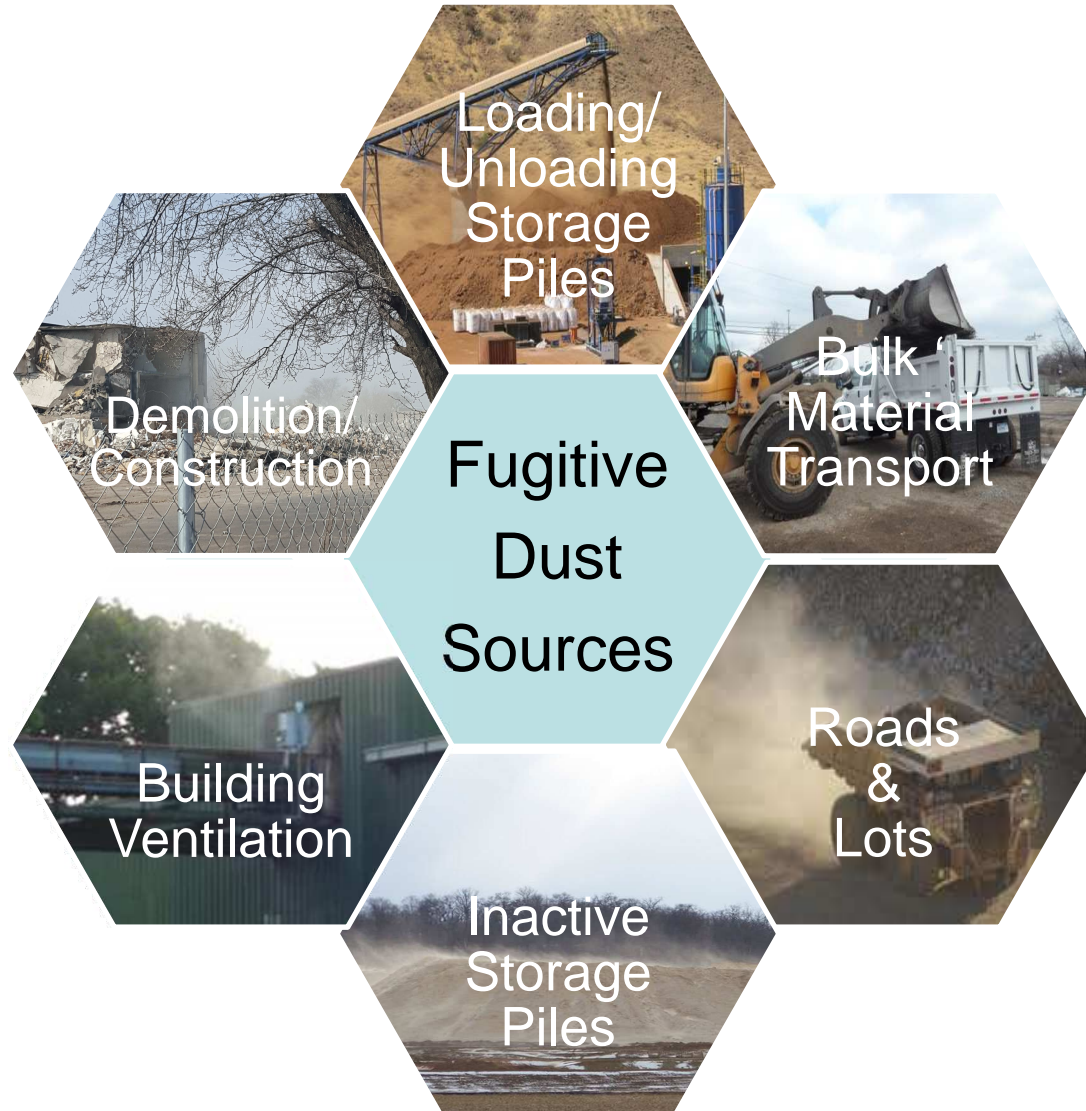 Loading/
Unloading
Storage
Piles
Demolition/
Construction
Bulk
Material
Transport
Fugitive
Dust
Sources
Building
Ventilation
Roads
&
Lots
Inactive
Storage
Piles